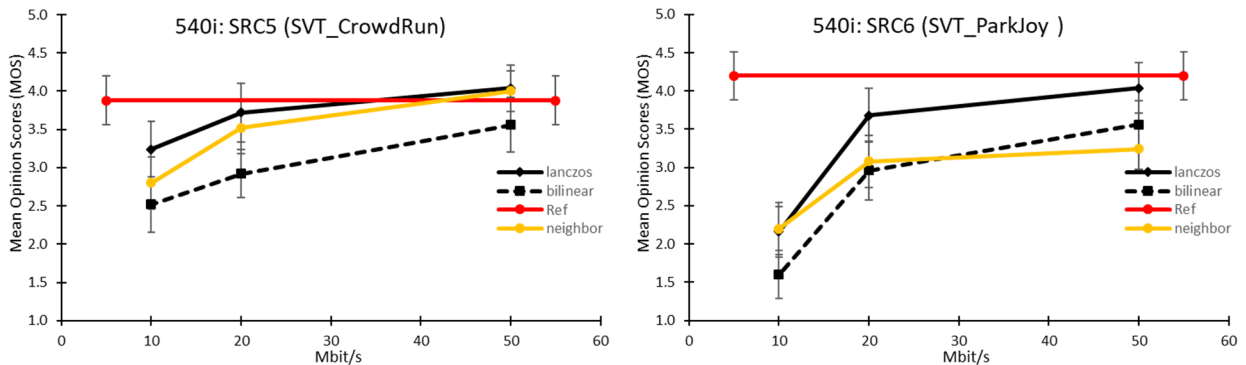 540i: SRC5 (SVT_CrowdRun)
Mean Opinion Scores (MOS)
5.0
4.5
4.0
3.5
3.0
2.5
2.0
1.5
1.0
0
10
20
30
40
50
60
Mbit/s
lanczos
bilinear
Ref
neighbor
540i: SRC6 (SVT_ParkJoy )
Mean Opinion Scores (MOS)
5.0
4.5
4.0
3.5
3.0
2.5
2.0
1.5
1.0
0
10
20
30
40
50
60
Mbit/s
lanczos
bilinear
Ref
neighbor